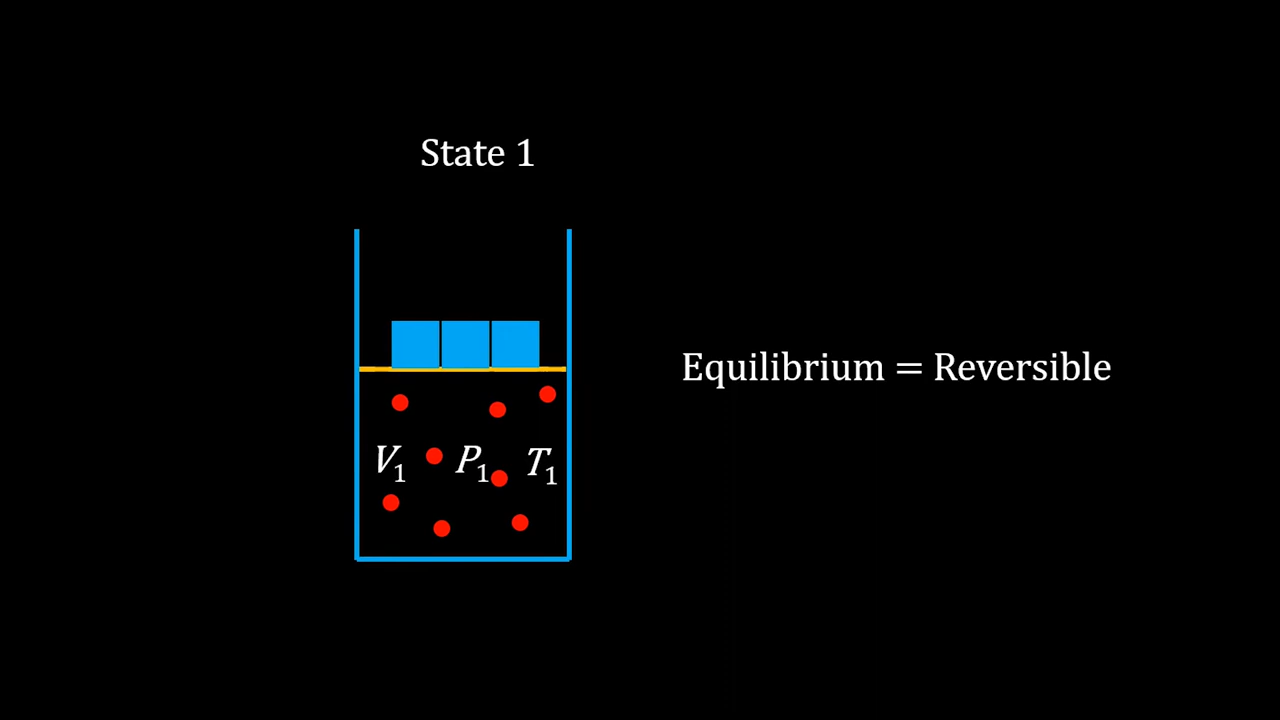 State 1
Equilibrium = Reversible
V₁ P₁ T₁